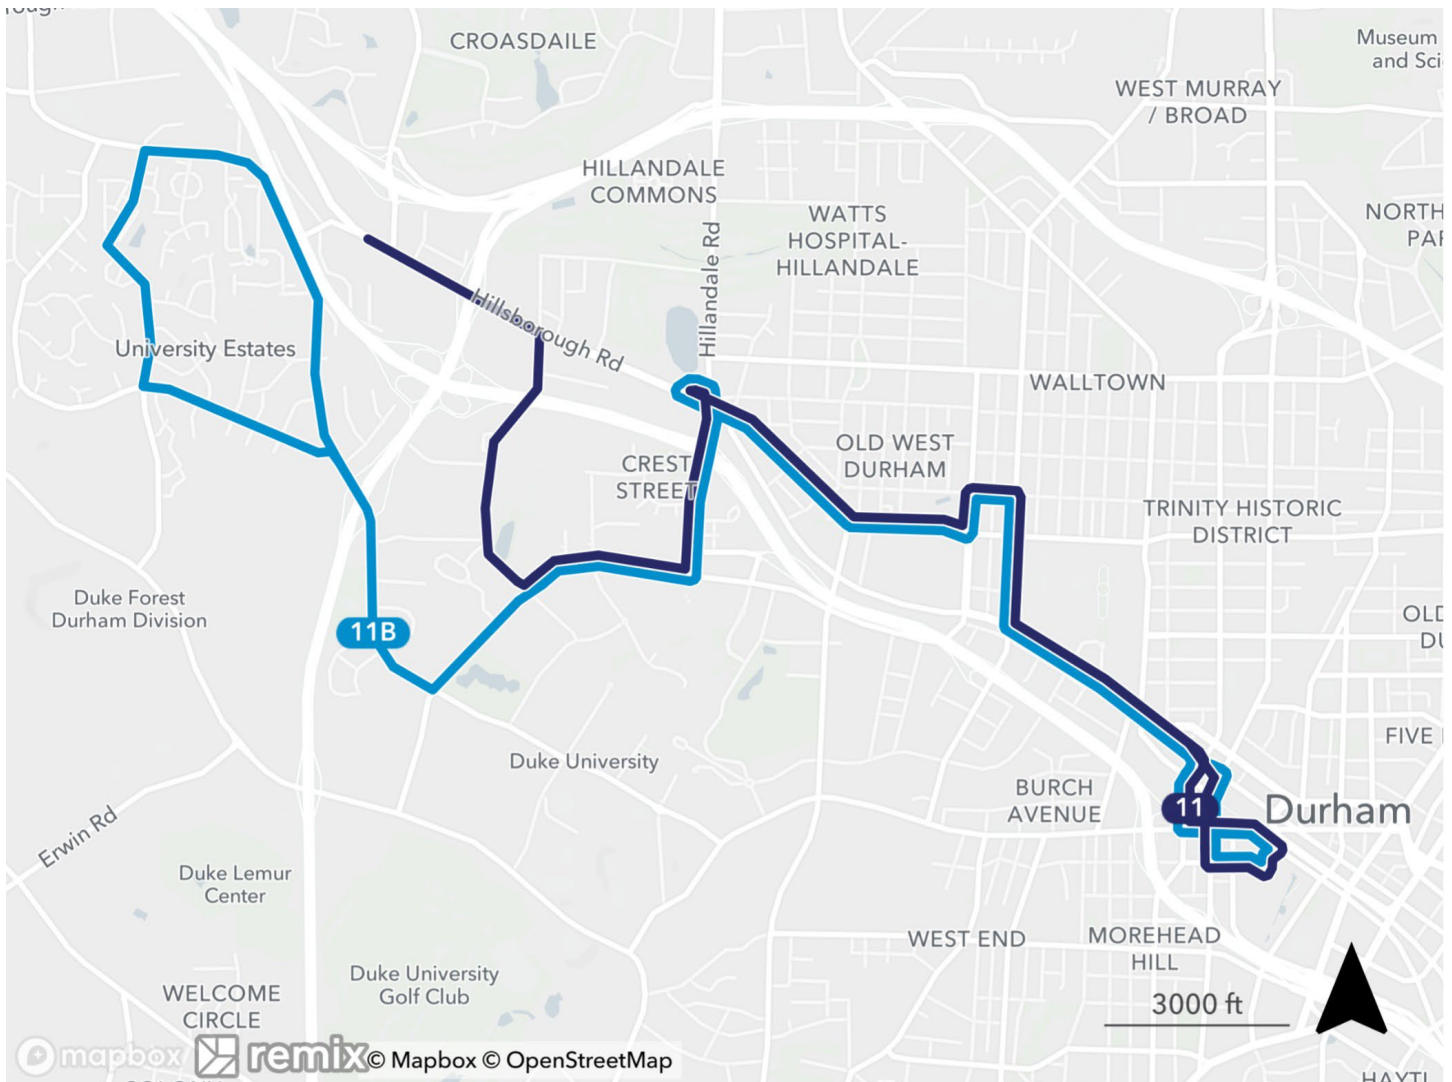 CROASDAILE
Museum
and Sci
WEST MURRAY
/ BROAD
HILLANDALE
COMMONS
WATTS
HOSPITAL-
HILLANDALE
NORTH
PAR
Hillandale Rd
Hillsborough Rd
University Estates
WALLTOWN
OLD WEST
DURHAM
CREST
STREET
TRINITY HISTORIC
DISTRICT
Duke Forest
Durham Division
11B
OLD
DU
FIVE
Duke University
BURCH
AVENUE
11
Durham
Erwin Rd
Duke Lemur
Center
WEST END
MOREHEAD
HILL
Duke University
Golf Club
WELCOME
CIRCLE
3000 ft
mapbox
remix
© Mapbox © OpenStreetMap
HAYTI